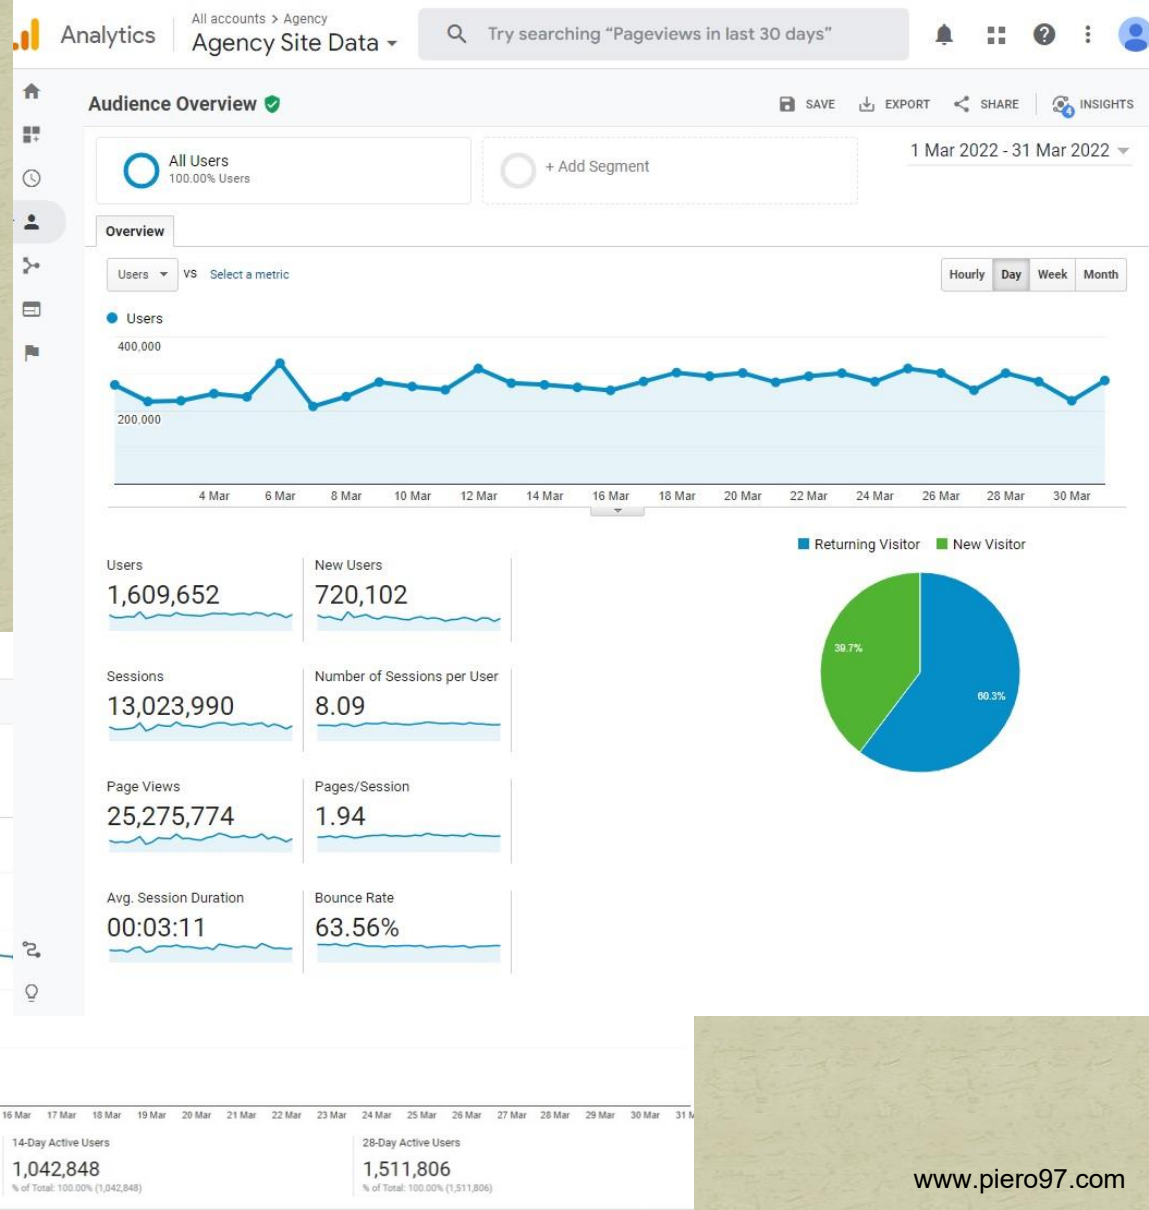 All accounts > Agency
Analytics
Agency Site Data
Try searching “Pageviews in last 30 days”
Audience Overview
SAVE
EXPORT
SHARE
4
INSIGHTS
All Users
100.00% Users
+ Add Segment
1 Mar 2022 - 31 Mar 2022
Overview
Users
VS
Select a metric
Hourly
Day
Week
Month
Users
400,000
200,000
4 Mar
6 Mar
8 Mar
10 Mar
12 Mar
14 Mar
16 Mar
18 Mar
20 Mar
22 Mar
24 Mar
26 Mar
28 Mar
30 Mar
Returning Visitor
New Visitor
39.7%
60.3%
Users
1,609,652
New Users
720,102
Sessions
13,023,990
Number of Sessions per User
8.09
Page Views
25,275,774
Pages/Session
1.94
Avg. Session Duration
00:03:11
Bounce Rate
63.56%
16 Mar
17 Mar
18 Mar
19 Mar
20 Mar
21 Mar
22 Mar
23 Mar
24 Mar
25 Mar
26 Mar
27 Mar
28 Mar
29 Mar
30 Mar
31 M
14-Day Active Users
1,042,848
% of Total: 100.00% (1,042,848)
28-Day Active Users
1,511,806
% of Total: 100.00% (1,511,806)
www.piero97.com